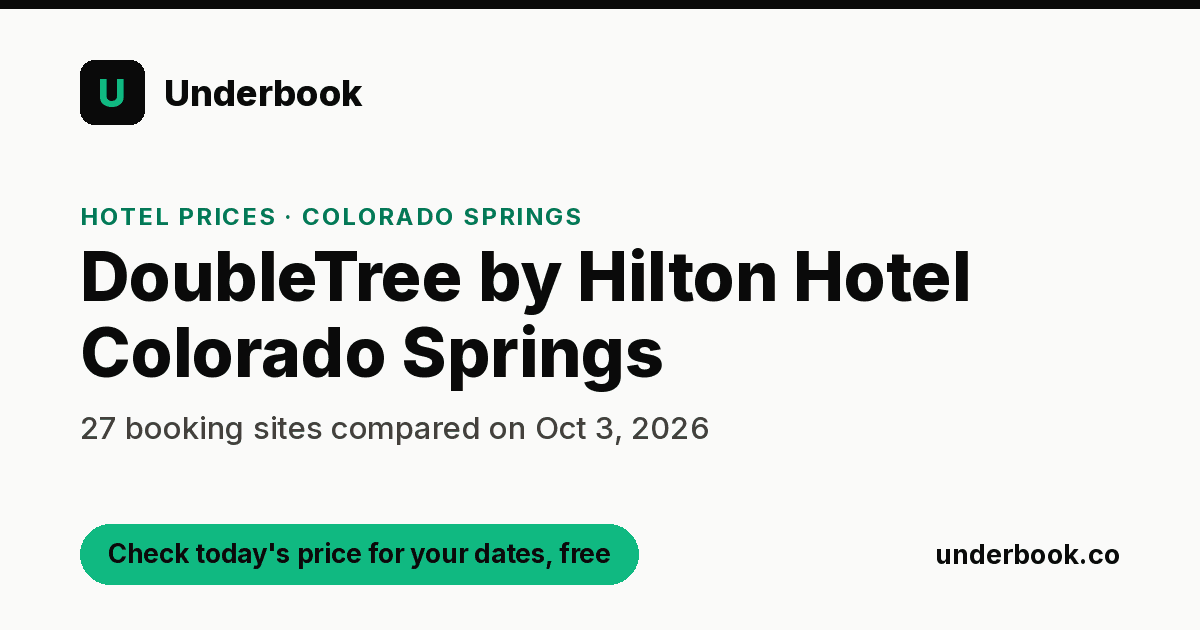 U Underbook
HOTEL PRICES · COLORADO SPRINGS
DoubleTree by Hilton Hotel
Colorado Springs
27 booking sites compared on Oct 3, 2026
Check today's price for your dates, free
underbook.co